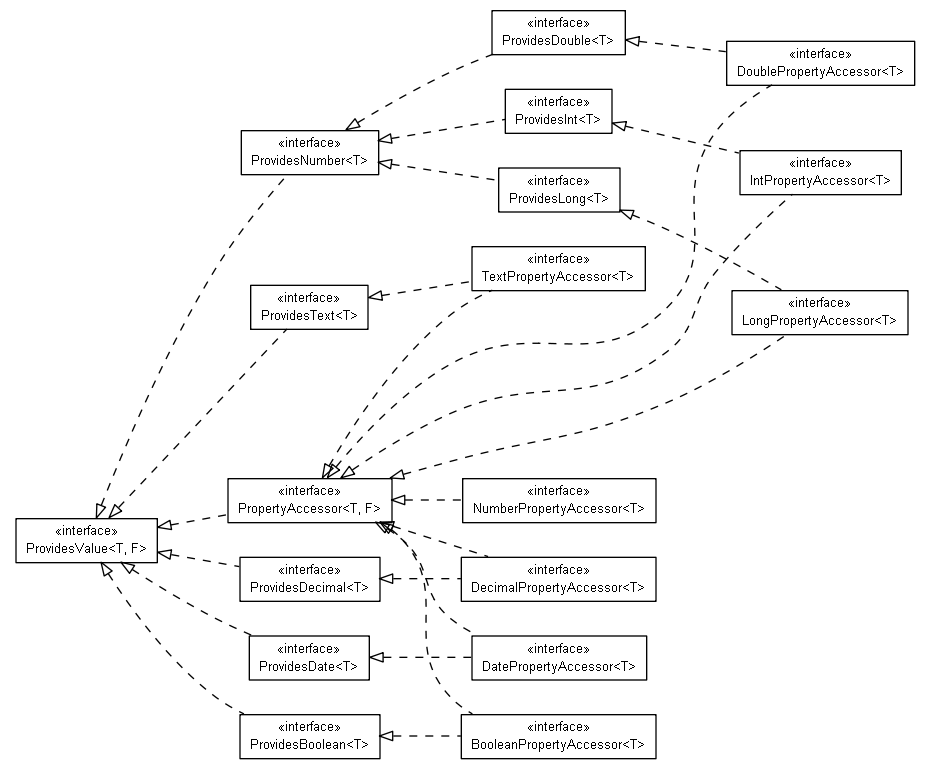 «interface»
ProvidesDouble<T>
«interface»
DoublePropertyAccessor<T>
«interface»
ProvidesInt<T>
«interface»
ProvidesNumber<T>
«interface»
IntPropertyAccessor<T>
«interface»
ProvidesLong<T>
«interface»
TextPropertyAccessor<T>
«interface»
ProvidesText<T>
«interface»
LongPropertyAccessor<T>
«interface»
PropertyAccessor<T, F>
«interface»
NumberPropertyAccessor<T>
«interface»
ProvidesValue<T, F>
«interface»
ProvidesDecimal<T>
«interface»
DecimalPropertyAccessor<T>
«interface»
ProvidesDate<T>
«interface»
DatePropertyAccessor<T>
«interface»
ProvidesBoolean<T>
«interface»
BooleanPropertyAccessor<T>